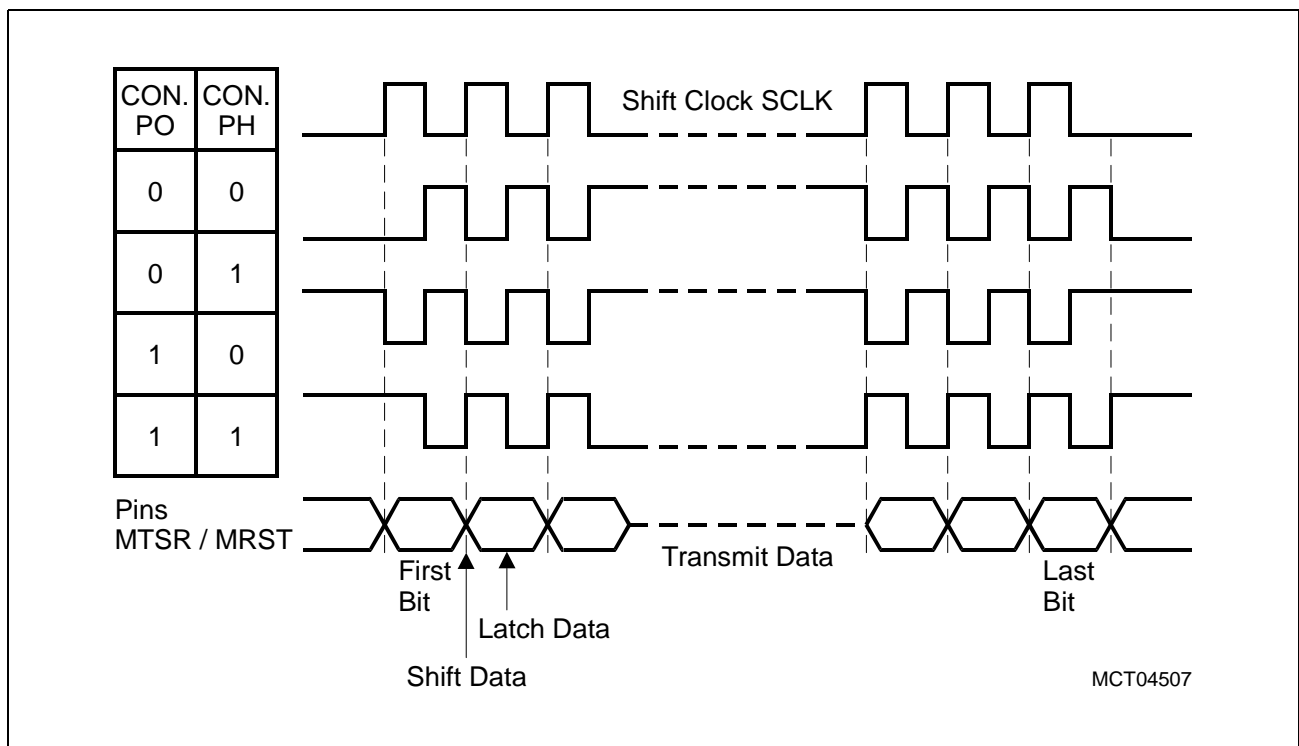 CON. CON.
PO PH
Shift Clock SCLK
0 0
0 1
1 0
1 1
Pins
MTSR / MRST
Transmit Data
First
Bit
Last
Bit
Latch Data
Shift Data
MCT04507